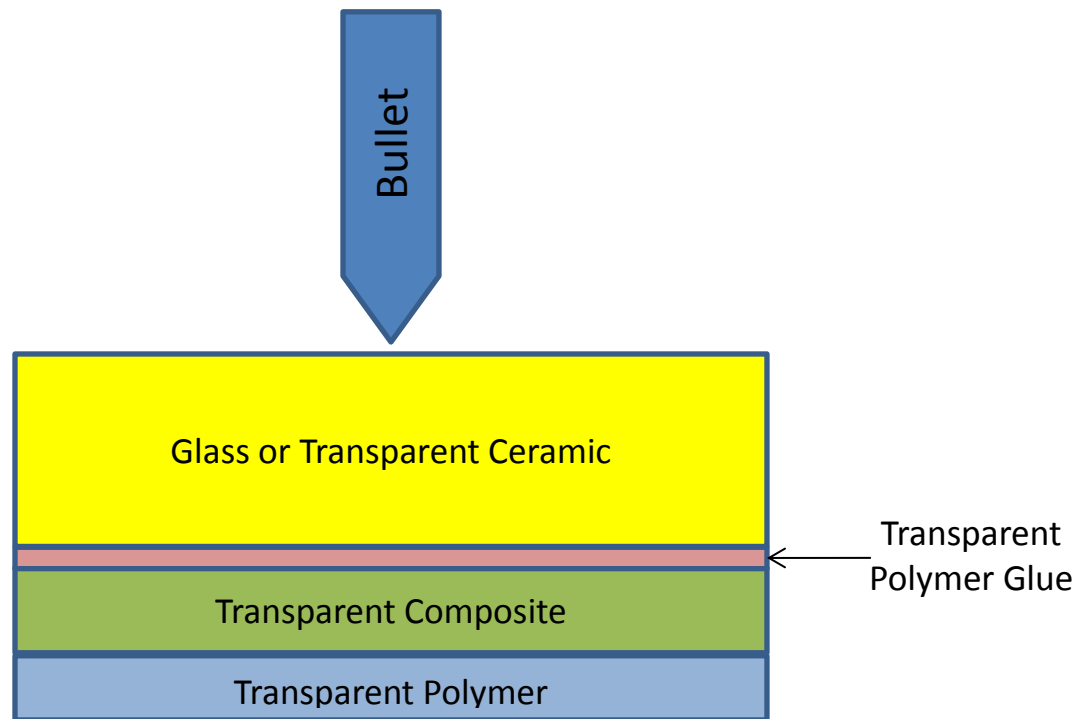 Bullet
Glass or Transparent Ceramic
Transparent
Polymer Glue
Transparent Composite
Transparent Polymer